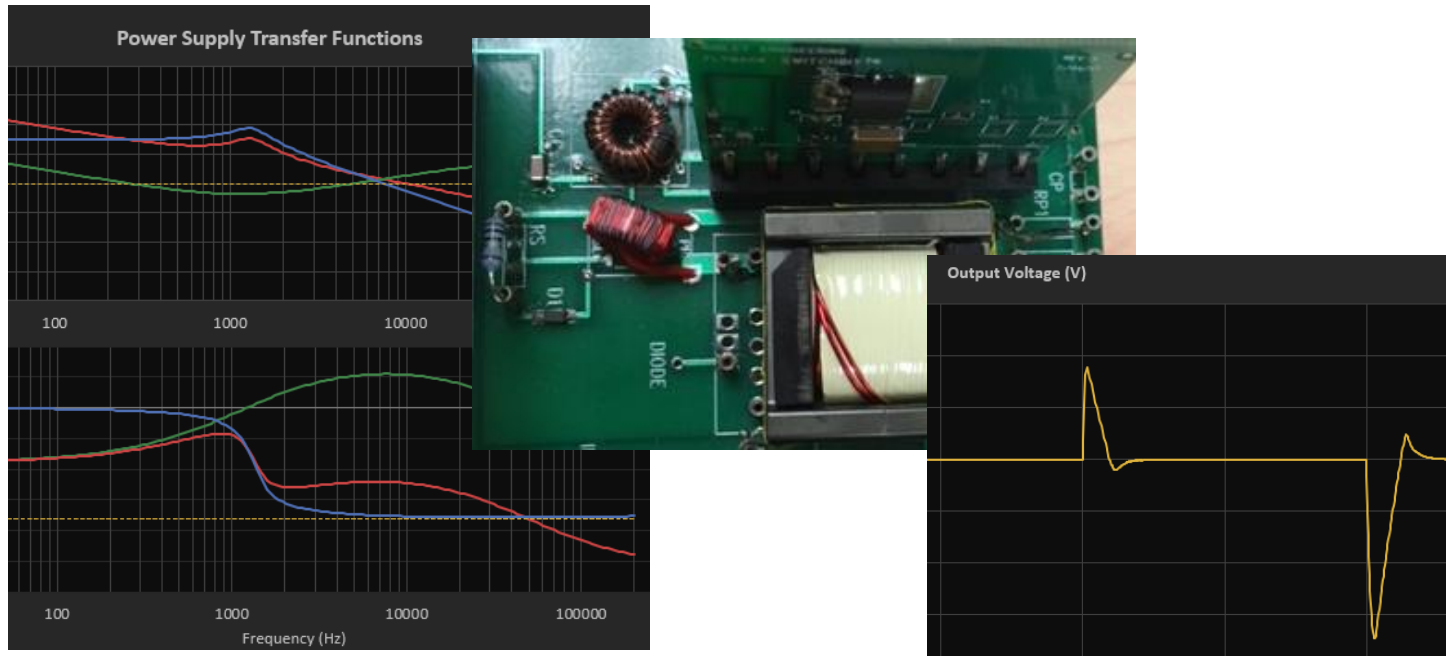 Power Supply Transfer Functions
100
1000
10000
100
1000
10000
100000
Frequency (Hz)
SWITCHBIT™
CP
RP1
RS
D1
DIODE
Output Voltage (V)